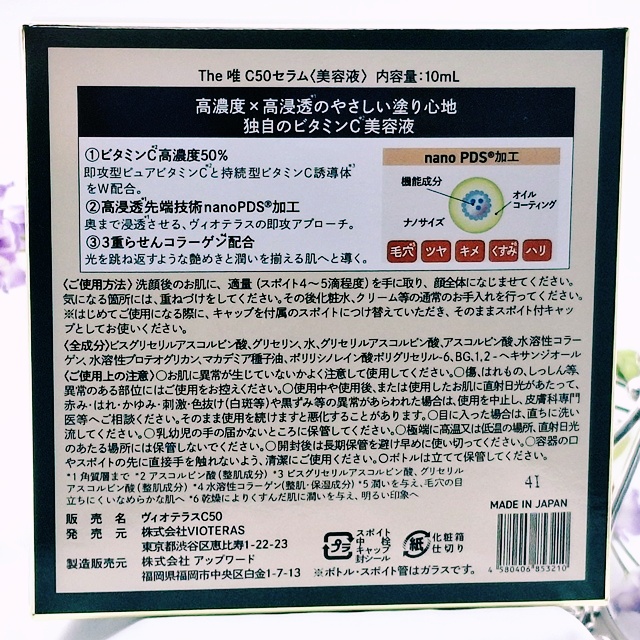 The 唯 C50セラム〈美容液〉 内容量:10mL
高濃度×高浸透*1のやさしい塗り心地
独自のビタミンC*2美容液
①ビタミンC*2高濃度50%
即攻型ピュアビタミンC*2と持続型ビタミンC誘導体*3
をW配合。
②高浸透*1先端技術nanoPDS®加工
奥まで浸透*1させる、ヴィオテラスの即攻アプローチ。
③3重らせんコラーゲン*4配合
光を跳ね返すような艶めきと潤いを揃える肌へと導く。
nano PDS®加工
機能成分
オイル
コーティング
ナノサイズ
毛穴*5 ツヤ キメ くすみ*6 ハリ
〈ご使用方法〉洗顔後のお肌に、適量(スポイト4〜5滴程度)を手に取り、顔全体になじませてください。
気になる箇所には、重ねづけをしてください。その後化粧水、クリーム等の通常のお手入れを行ってください。
※はじめてご使用になる際に、キャップを付属のスポイトにつけ替えていただき、そのままスポイト付キャッ
プとしてお使いください。
〈全成分〉ビスグリセリルアスコルビン酸、グリセリン、水、グリセリルアスコルビン酸、アスコルビン酸、水溶性コラー
ゲン、水溶性プロテオグリカン、マカデミア種子油、ポリリシノレイン酸ポリグリセリル-6、BG、1,2-ヘキサンジオール
〈ご使用上の注意〉○お肌に異常が生じていないかよく注意して使用してください。○傷、はれもの、しっしん等、
異常のある部位にはご使用をお控えください。○使用中や使用後、または使用したお肌に直射日光があたって、
赤み・はれ・かゆみ・刺激・色抜け(白斑等)や黒ずみ等の異常があらわれた場合は、使用を中止し、皮膚科専門
医等へご相談ください。そのまま使用を続けますと悪化することがあります。○目に入った場合は、直ちに洗い
流してください。○乳幼児の手の届かないところに保管してください。○極端に高温又は低温の場所、直射日光
のあたる場所には保管しないでください。○開封後は長期保管を避け早めに使い切ってください。○容器の口
やスポイトの先に直接手を触れないよう、清潔にご使用ください。○ボトルは立てて保管してください。
*1 角質層まで *2 アスコルビン酸(整肌成分) *3 ビスグリセリルアスコルビン酸、グリセリル
アスコルビン酸(整肌成分) *4 水溶性コラーゲン(整肌・保湿成分) *5 潤いを与え、毛穴の目
立ちにくいなめらかな肌へ *6 乾燥によりくすんだ肌に潤いを与え、明るい印象へ
4I
MADE IN JAPAN
販売名 ヴィオテラスC50
発売元 株式会社VIOTERAS
東京都渋谷区恵比寿1-22-23
製造販売元 株式会社アップワード
福岡県福岡市中央区白金1-7-13
プラ
スポイト
中栓
キャップ
封シール
紙
化粧箱
仕切り
※ボトル・スポイト管はガラスです。
4 580406 853210